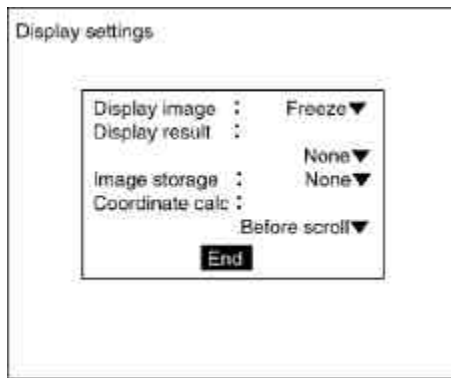 Display settings
Display image : Freeze▼
Display result :
None▼
Image storage : None▼
Coordinate calc :
Before scroll▼
End